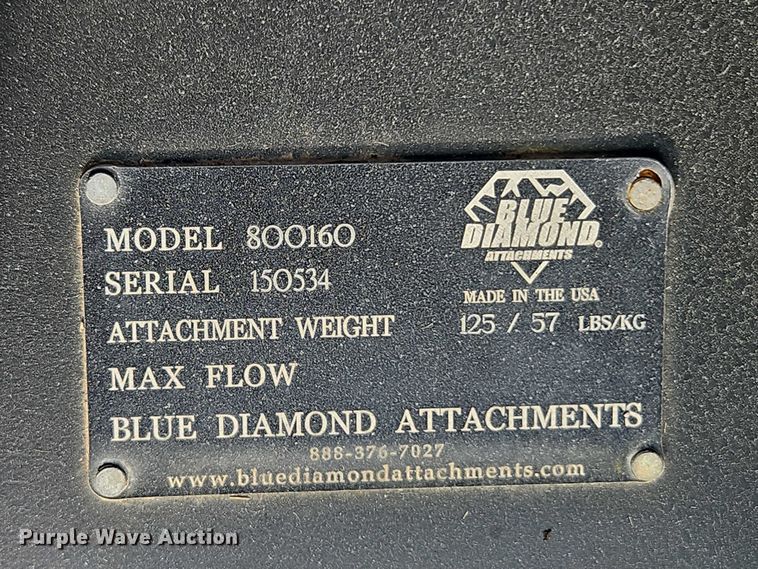 BLUE
DIAMOND®
ATTACHMENTS
MADE IN THE USA
MODEL 800160
SERIAL 150534
ATTACHMENT WEIGHT 125 / 57 LBS/KG
MAX FLOW
BLUE DIAMOND ATTACHMENTS
888-376-7027
www.bluediamondattachments.com
Purple Wave Auction